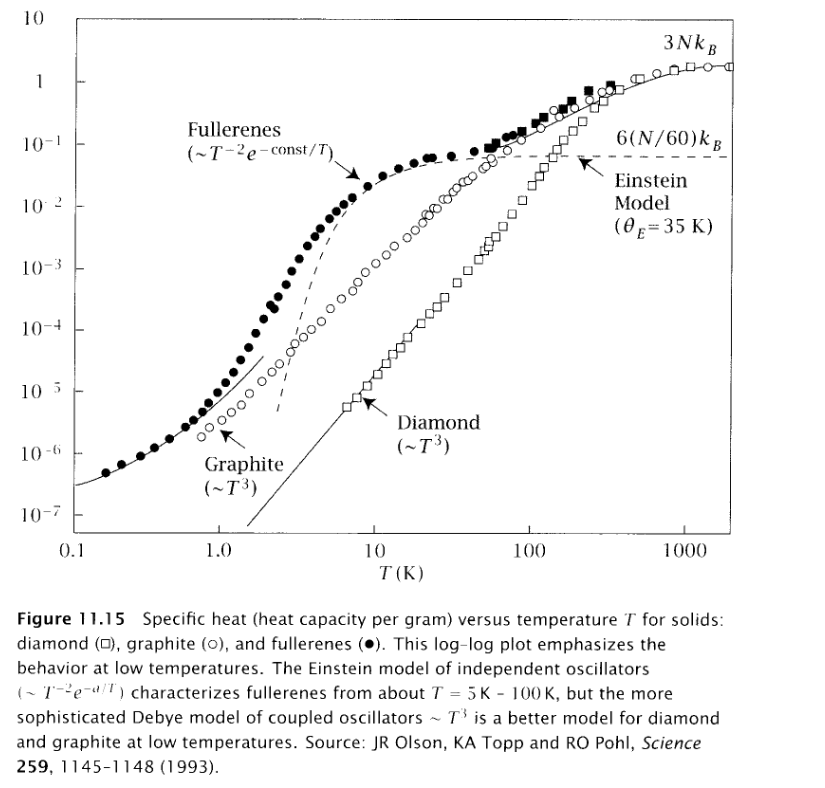 10
3Nk_B
1
Fullerenes
(~T⁻²e⁻ᶜᵒⁿˢᵗ/ᵀ)
10⁻¹
6(N/60)k_B
Einstein
Model
(θ_E = 35 K)
10⁻²
10⁻³
10⁻⁴
10⁻⁵
Diamond
(~T³)
10⁻⁶
Graphite
(~T³)
10⁻⁷
0.1
1.0
10
100
1000
T (K)
Figure 11.15 Specific heat (heat capacity per gram) versus temperature T for solids:
diamond (□), graphite (○), and fullerenes (●). This log–log plot emphasizes the
behavior at low temperatures. The Einstein model of independent oscillators
(~ T⁻²e⁻ᵃ/ᵀ) characterizes fullerenes from about T = 5 K – 100 K, but the more
sophisticated Debye model of coupled oscillators ~ T³ is a better model for diamond
and graphite at low temperatures. Source: JR Olson, KA Topp and RO Pohl, Science
259, 1145–1148 (1993).